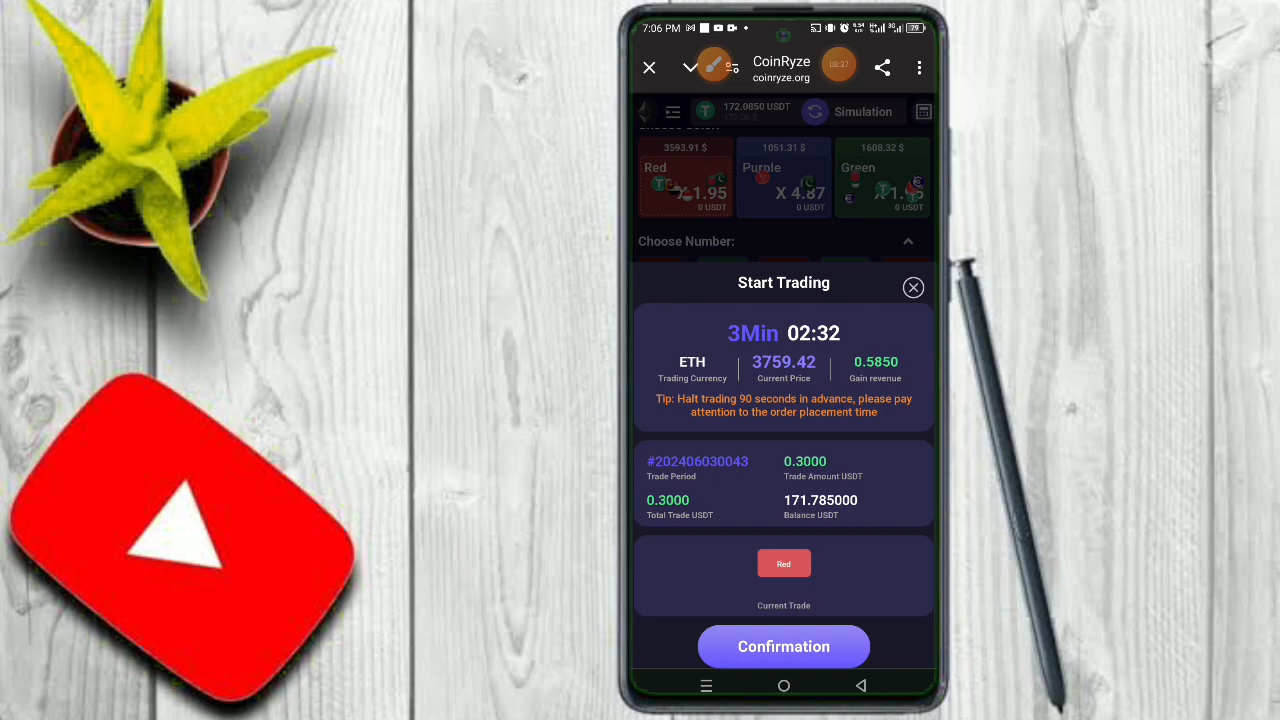 7:06 PM
79
CoinRyze
coinryze.org
08:37
172.0850 USDT
Simulation
3593.91 $
1051.31 $
1608.32 $
Red
Purple
Green
X 1.95
X 4.87
0 USDT
0 USDT
0 USDT
Choose Number:
Start Trading
3Min 02:32
ETH
3759.42
0.5850
Trading Currency
Current Price
Gain revenue
Tip: Halt trading 90 seconds in advance, please pay
attention to the order placement time
#202406030043
0.3000
Trade Period
Trade Amount USDT
0.3000
171.785000
Total Trade USDT
Balance USDT
Red
Current Trade
Confirmation